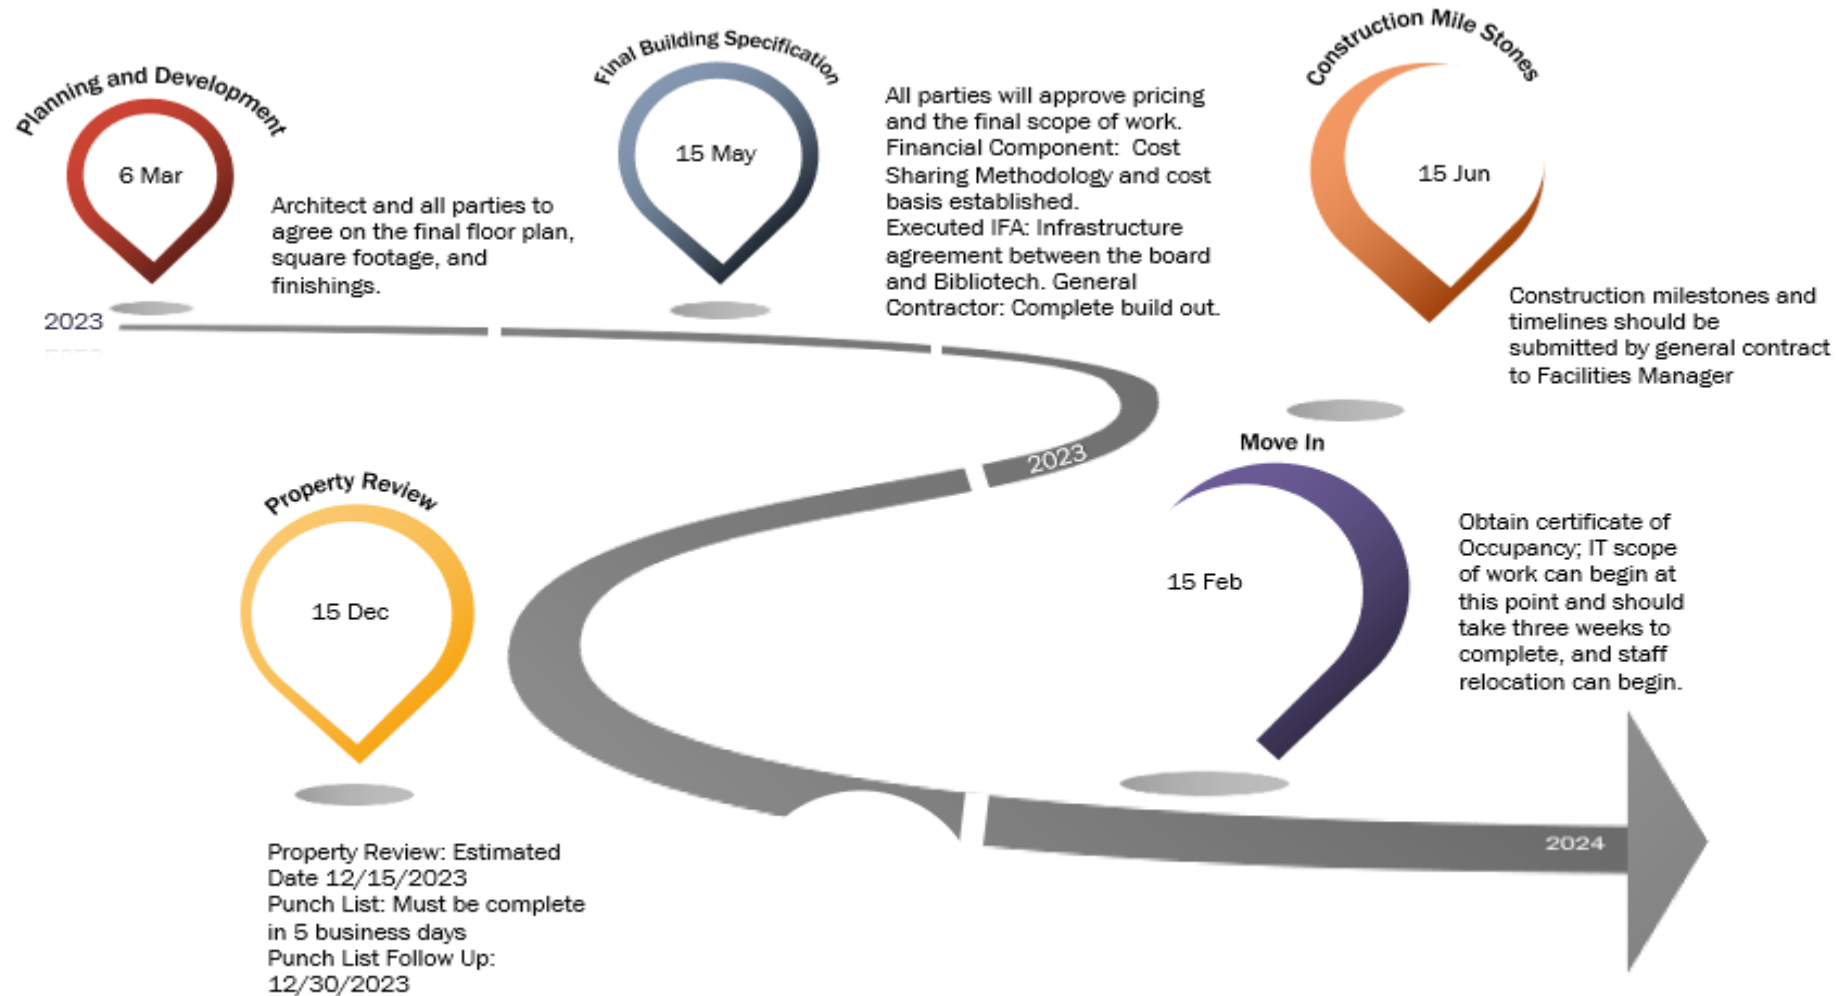 Planning and Development
6 Mar
Architect and all parties to
agree on the final floor plan,
square footage, and
finishings.
2023
Final Building Specification
15 May
All parties will approve pricing
and the final scope of work.
Financial Component:  Cost
Sharing Methodology and cost
basis established.
Executed IFA: Infrastructure
agreement between the board
and Bibliotech. General
Contractor: Complete build out.
Construction Mile Stones
15 Jun
Construction milestones and
timelines should be
submitted by general contract
to Facilities Manager
2023
Property Review
15 Dec
Property Review: Estimated
Date 12/15/2023
Punch List: Must be complete
in 5 business days
Punch List Follow Up:
12/30/2023
Move In
15 Feb
Obtain certificate of
Occupancy; IT scope
of work can begin at
this point and should
take three weeks to
complete, and staff
relocation can begin.
2024